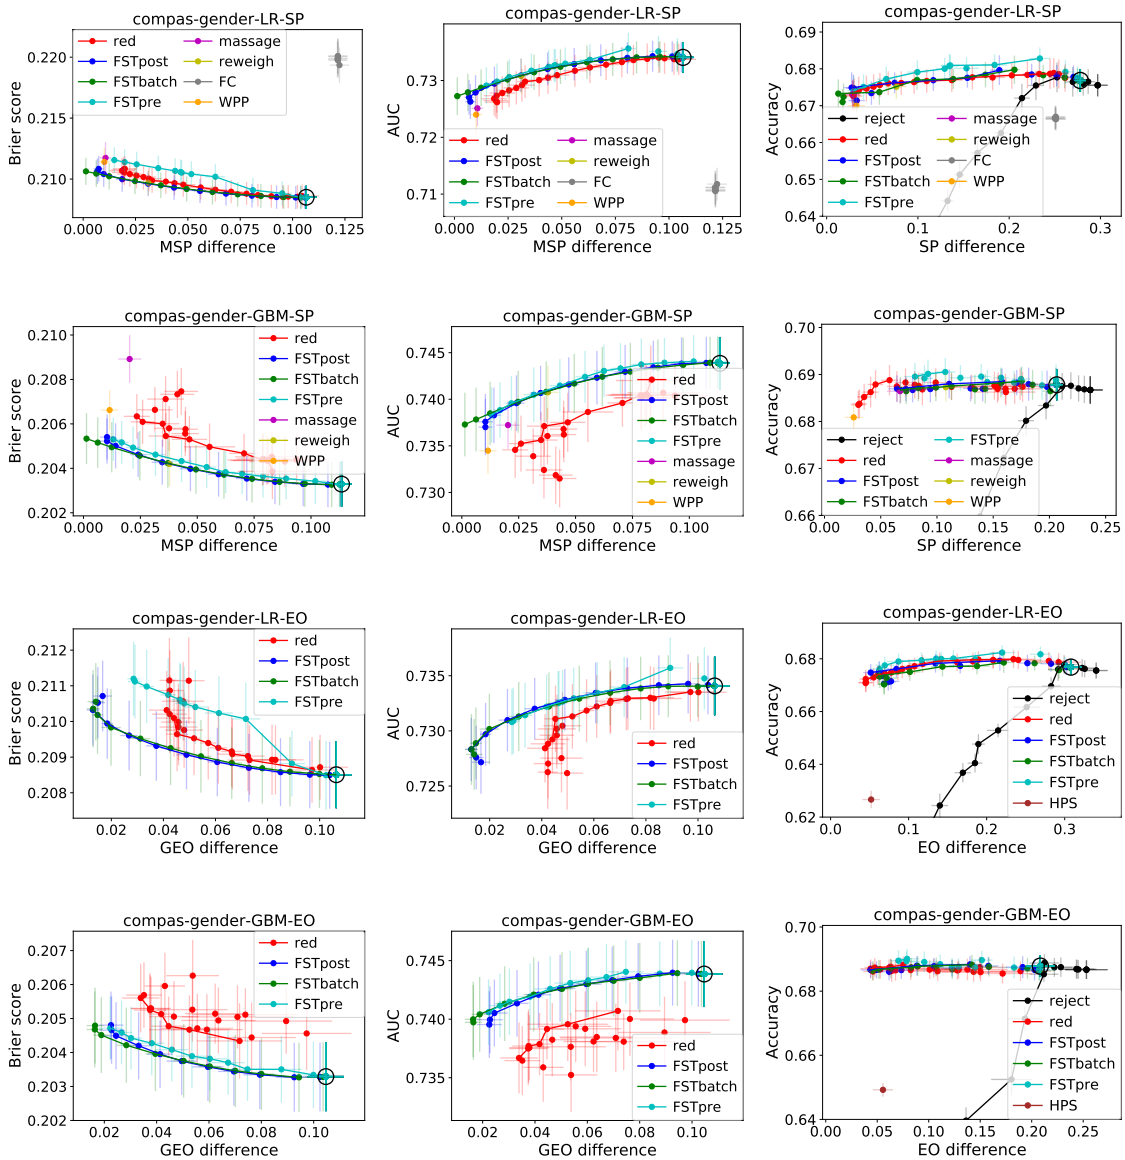 compas-gender-LR-SP
Brier score
0.220
0.215
0.210
red
FSTpost
FSTbatch
FSTpre
massage
reweigh
FC
WPP
0.000 0.025 0.050 0.075 0.100 0.125
MSP difference
compas-gender-LR-SP
AUC
0.73
0.72
0.71
red
FSTpost
FSTbatch
FSTpre
massage
reweigh
FC
WPP
0.000 0.025 0.050 0.075 0.100 0.125
MSP difference
compas-gender-LR-SP
Accuracy
0.69
0.68
0.67
0.66
0.65
0.64
reject
red
FSTpost
FSTbatch
FSTpre
massage
reweigh
FC
WPP
0.0 0.1 0.2 0.3
SP difference
compas-gender-GBM-SP
Brier score
0.210
0.208
0.206
0.204
0.202
red
FSTpost
FSTbatch
FSTpre
massage
reweigh
WPP
0.000 0.025 0.050 0.075 0.100
MSP difference
compas-gender-GBM-SP
AUC
0.745
0.740
0.735
0.730
red
FSTpost
FSTbatch
FSTpre
massage
reweigh
WPP
0.000 0.025 0.050 0.075 0.100
MSP difference
compas-gender-GBM-SP
Accuracy
0.70
0.69
0.68
0.67
0.66
reject
red
FSTpost
FSTbatch
FSTpre
massage
reweigh
WPP
0.00 0.05 0.10 0.15 0.20 0.25
SP difference
compas-gender-LR-EO
Brier score
0.212
0.210
0.209
0.208
0.211
red
FSTpost
FSTbatch
FSTpre
0.02 0.04 0.06 0.08 0.10
GEO difference
compas-gender-LR-EO
AUC
0.735
0.730
0.725
red
FSTpost
FSTbatch
FSTpre
0.02 0.04 0.06 0.08 0.10
GEO difference
compas-gender-LR-EO
Accuracy
0.68
0.66
0.64
0.62
reject
red
FSTpost
FSTbatch
FSTpre
HPS
0.0 0.1 0.2 0.3
EO difference
compas-gender-GBM-EO
Brier score
0.207
0.206
0.205
0.204
0.203
0.202
red
FSTpost
FSTbatch
FSTpre
0.02 0.04 0.06 0.08 0.10
GEO difference
compas-gender-GBM-EO
AUC
0.745
0.740
0.735
red
FSTpost
FSTbatch
FSTpre
0.02 0.04 0.06 0.08 0.10
GEO difference
compas-gender-GBM-EO
Accuracy
0.70
0.68
0.66
0.64
reject
red
FSTpost
FSTbatch
FSTpre
HPS
0.00 0.05 0.10 0.15 0.20 0.25
EO difference